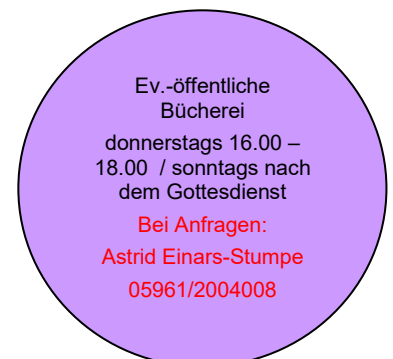 Ev.-öffentliche
Bücherei
donnerstags 16.00 –
18.00 / sonntags nach
dem Gottesdienst
Bei Anfragen:
Astrid Einars-Stumpe
05961/2004008